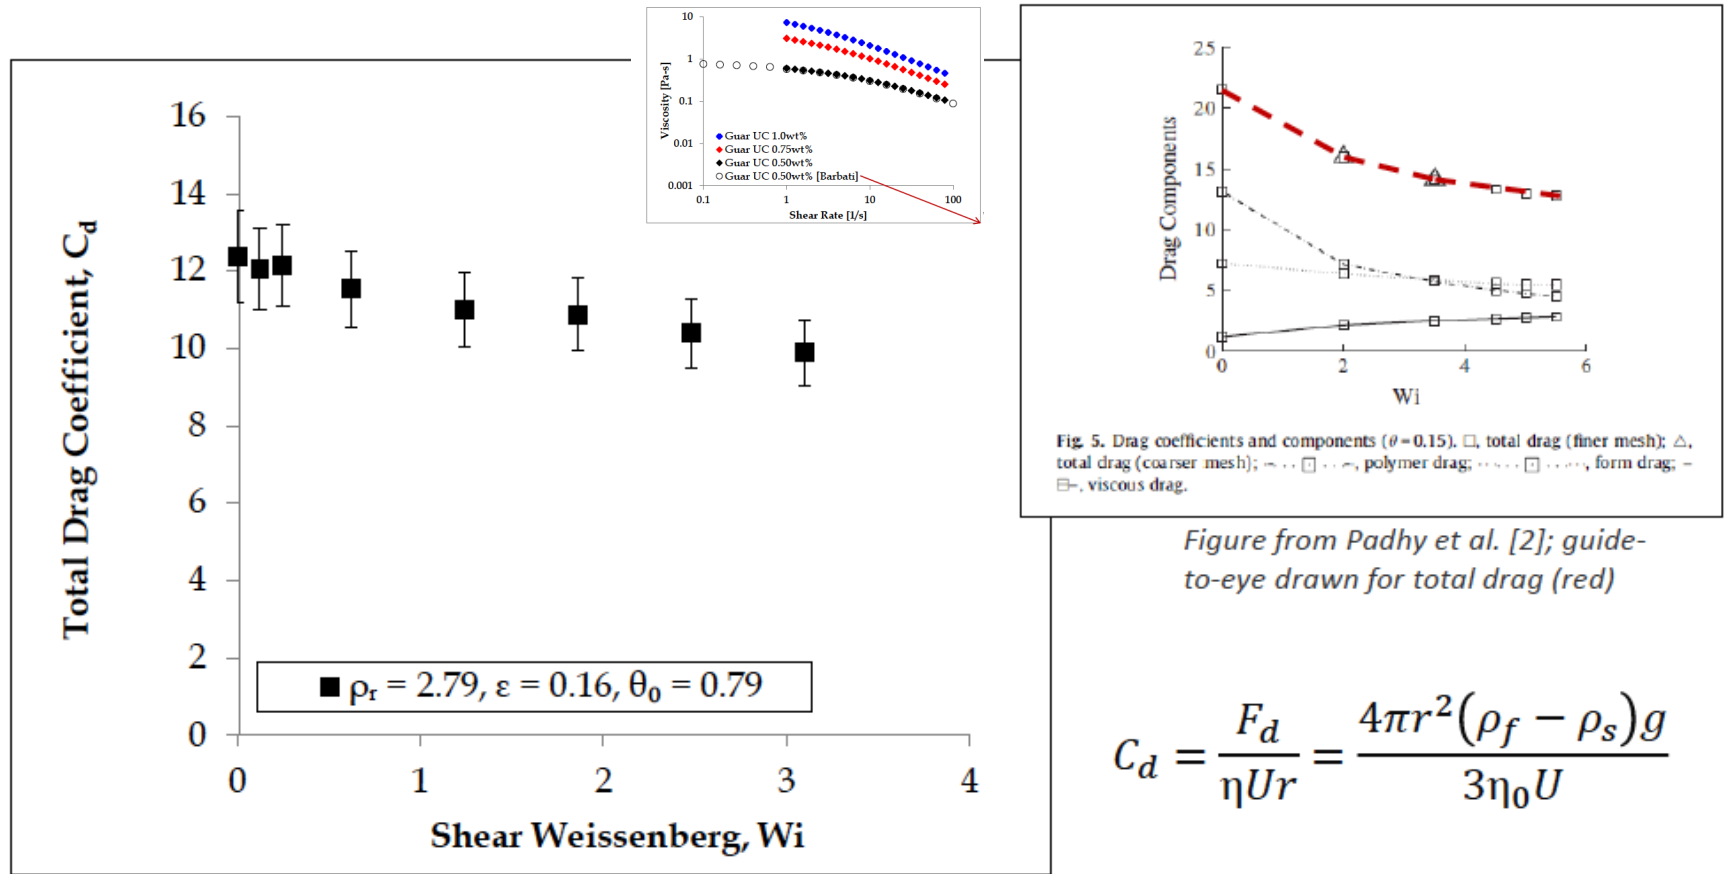 16
14
12
10
8
6
4
2
0
0 1 2 3 4
Total Drag Coefficient, Cd
Shear Weissenberg, Wi
ρr = 2.79, ε = 0.16, θ0 = 0.79
10
1
0.1
0.01
0.001
0.1 1 10 100
Viscosity [Pa-s]
Shear Rate [1/s]
Guar UC 1.0wt%
Guar UC 0.75wt%
Guar UC 0.50wt%
Guar UC 0.50wt% [Barbati]
25
20
15
10
5
0
0 2 4 6
Drag Components
Wi
Fig. 5. Drag coefficients and components (θ=0.15). □, total drag (finer mesh); △,
total drag (coarser mesh); -··⊡··-, polymer drag; ·····⊡·····, form drag; –
⊟–, viscous drag.
Figure from Padhy et al. [2]; guide-
to-eye drawn for total drag (red)
Cd = Fd / ηUr = 4πr²(ρf − ρs)g / 3η0U